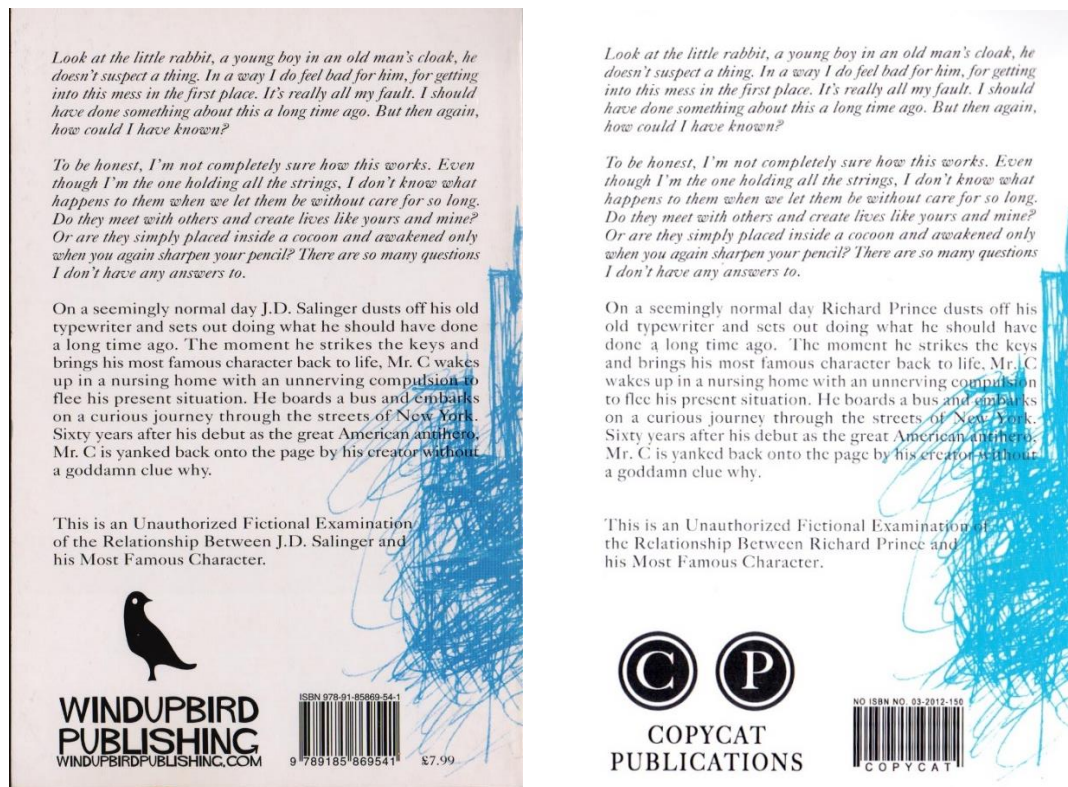 Look at the little rabbit, a young boy in an old man's cloak, he
doesn't suspect a thing. In a way I do feel bad for him, for getting
into this mess in the first place. It's really all my fault. I should
have done something about this a long time ago. But then again,
how could I have known?
To be honest, I'm not completely sure how this works. Even
though I'm the one holding all the strings, I don't know what
happens to them when we let them be without care for so long.
Do they meet with others and create lives like yours and mine?
Or are they simply placed inside a cocoon and awakened only
when you again sharpen your pencil? There are so many questions
I don't have any answers to.
On a seemingly normal day J.D. Salinger dusts off his old
typewriter and sets out doing what he should have done
a long time ago. The moment he strikes the keys and
brings his most famous character back to life, Mr. C wakes
up in a nursing home with an unnerving compulsion to
flee his present situation. He boards a bus and embarks
on a curious journey through the streets of New York.
Sixty years after his debut as the great American antihero,
Mr. C is yanked back onto the page by his creator without
a goddamn clue why.
This is an Unauthorized Fictional Examination
of the Relationship Between J.D. Salinger and
his Most Famous Character.
WINDUPBIRD
PUBLISHING
WINDUPBIRDPUBLISHING.COM
ISBN 978-91-85869-54-1
9 789185 869541
£7.99
Look at the little rabbit, a young boy in an old man's cloak, he
doesn't suspect a thing. In a way I do feel bad for him, for getting
into this mess in the first place. It's really all my fault. I should
have done something about this a long time ago. But then again,
how could I have known?
To be honest, I'm not completely sure how this works. Even
though I'm the one holding all the strings, I don't know what
happens to them when we let them be without care for so long.
Do they meet with others and create lives like yours and mine?
Or are they simply placed inside a cocoon and awakened only
when you again sharpen your pencil? There are so many questions
I don't have any answers to.
On a seemingly normal day Richard Prince dusts off his
old typewriter and sets out doing what he should have
done a long time ago. The moment he strikes the keys
and brings his most famous character back to life, Mr. C
wakes up in a nursing home with an unnerving compulsion
to flee his present situation. He boards a bus and embarks
on a curious journey through the streets of New York.
Sixty years after his debut as the great American antihero,
Mr. C is yanked back onto the page by his creator without
a goddamn clue why.
This is an Unauthorized Fictional Examination of
the Relationship Between Richard Prince and
his Most Famous Character.
C P
COPYCAT
PUBLICATIONS
NO ISBN NO. 03-2012-150
COPYCAT